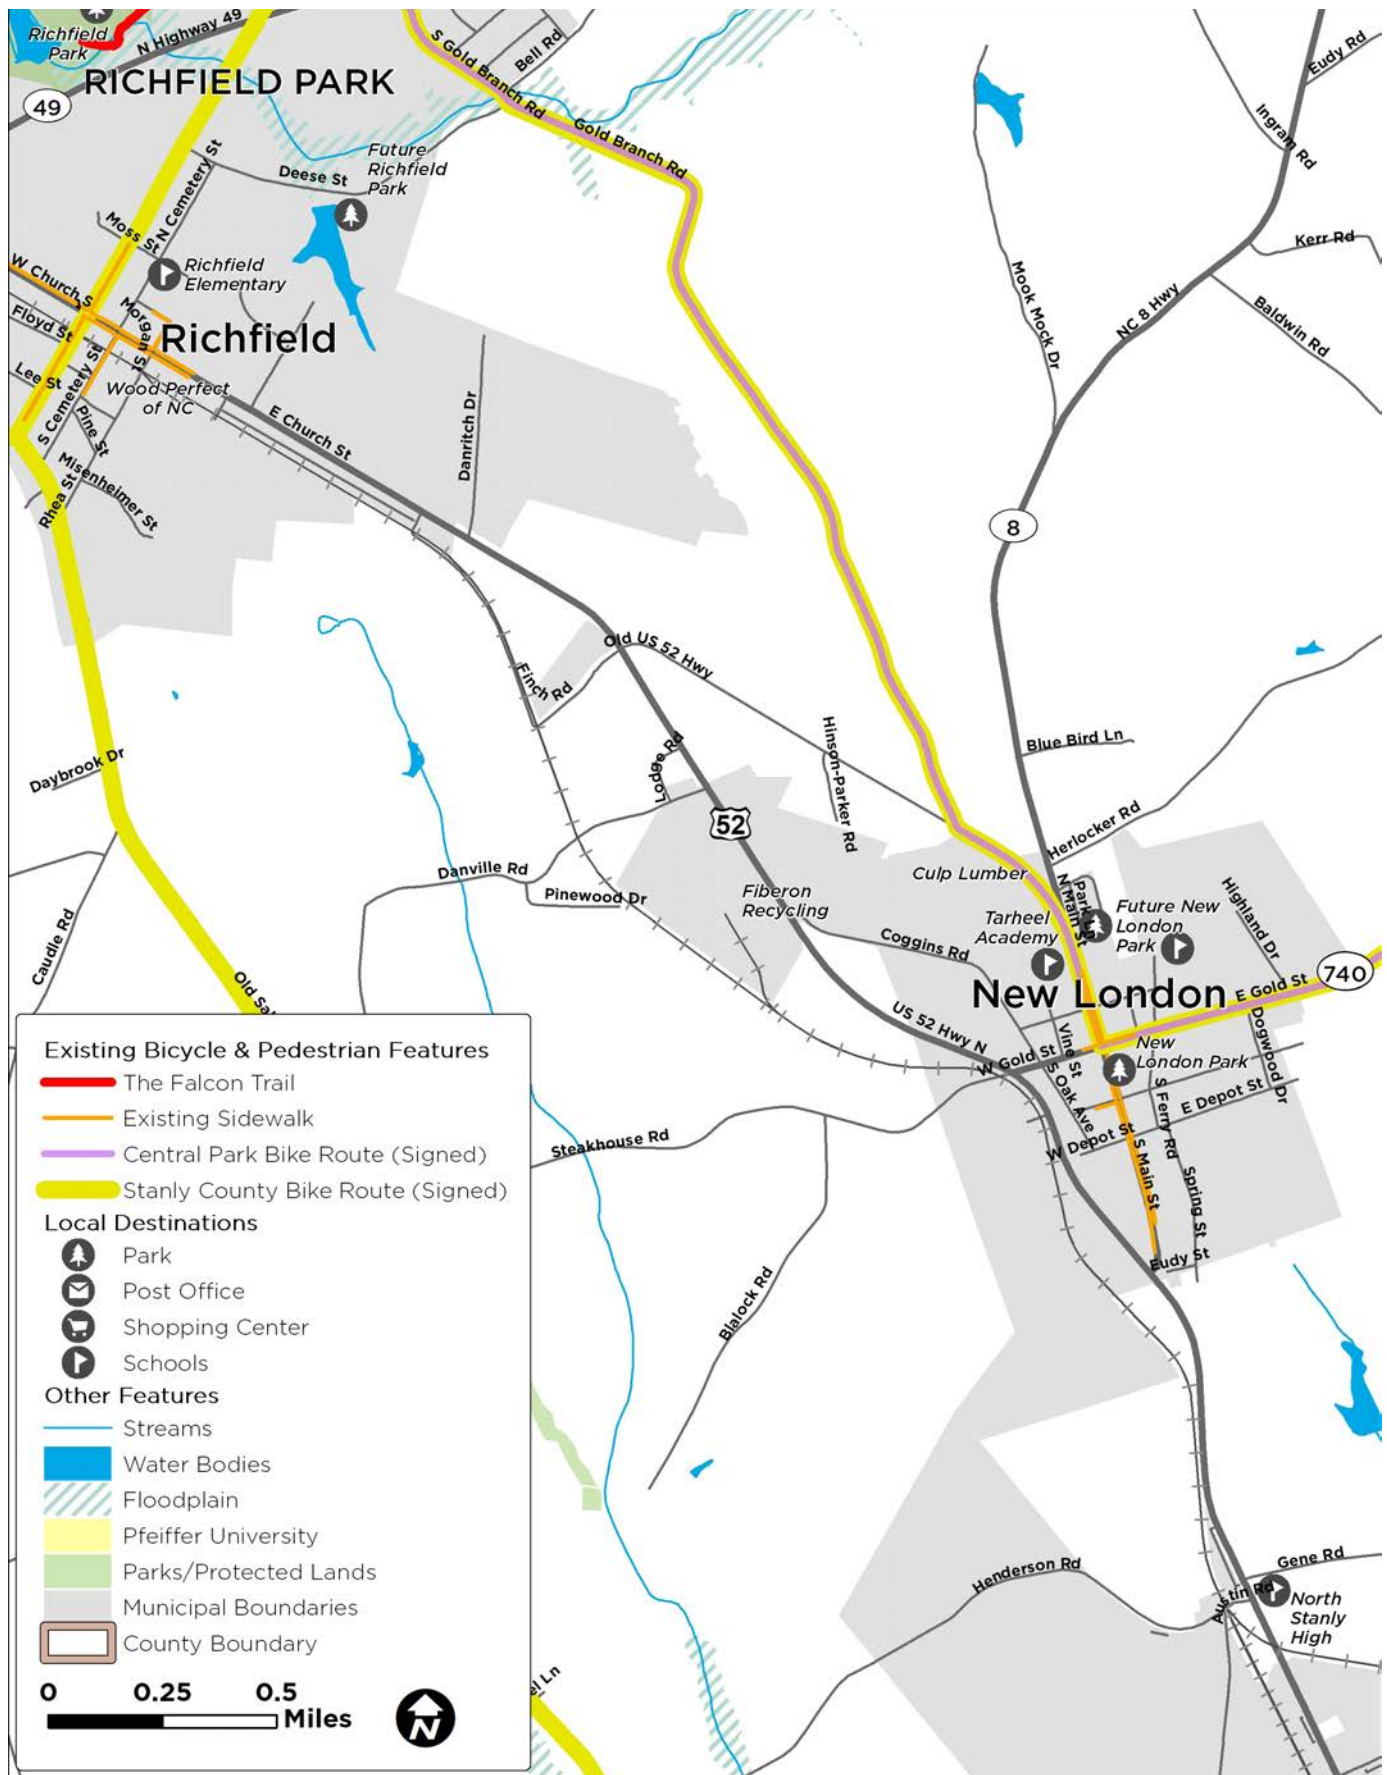 Richfield
Park
N Highway 49
RICHFIELD PARK
49
S Gold Branch Rd
Bell Rd
Gold Branch Rd
Eudy Rd
Ingram Rd
Future
Richfield
Park
Deese St
N Cemetery St
Moss St
Richfield
Elementary
W Church S
Floyd St
Morgan St
Richfield
Lee St
S Cemetery St
Wood Perfect
of NC
Pine St
E Church St
Misenheimer St
Rhea St
Danritch Dr
Mook Mock Dr
NC 8 Hwy
Kerr Rd
Baldwin Rd
8
Old US 52 Hwy
Finch Rd
Lodge Rd
Hinson-Parker Rd
Blue Bird Ln
Daybrook Dr
52
Herlocker Rd
Danville Rd
Pinewood Dr
Fiberon
Recycling
Culp Lumber
N Main St
Park Ln
Tarheel
Academy
Future New
London
Park
Highland Dr
Caudle Rd
Coggins Rd
Old Sal
740
New London
E Gold St
US 52 Hwy N
W Gold St
Vine St
New
London Park
Dogwood Dr
S Oak Ave
S Ferry Rd
E Depot St
W Depot St
Steakhouse Rd
S Main St
Spring St
Eudy St
Blalock Rd
Henderson Rd
Gene Rd
Austin Rd
North
Stanly
High
el Ln
Existing Bicycle & Pedestrian Features
The Falcon Trail
Existing Sidewalk
Central Park Bike Route (Signed)
Stanly County Bike Route (Signed)
Local Destinations
Park
Post Office
Shopping Center
Schools
Other Features
Streams
Water Bodies
Floodplain
Pfeiffer University
Parks/Protected Lands
Municipal Boundaries
County Boundary
0 0.25 0.5
Miles
N